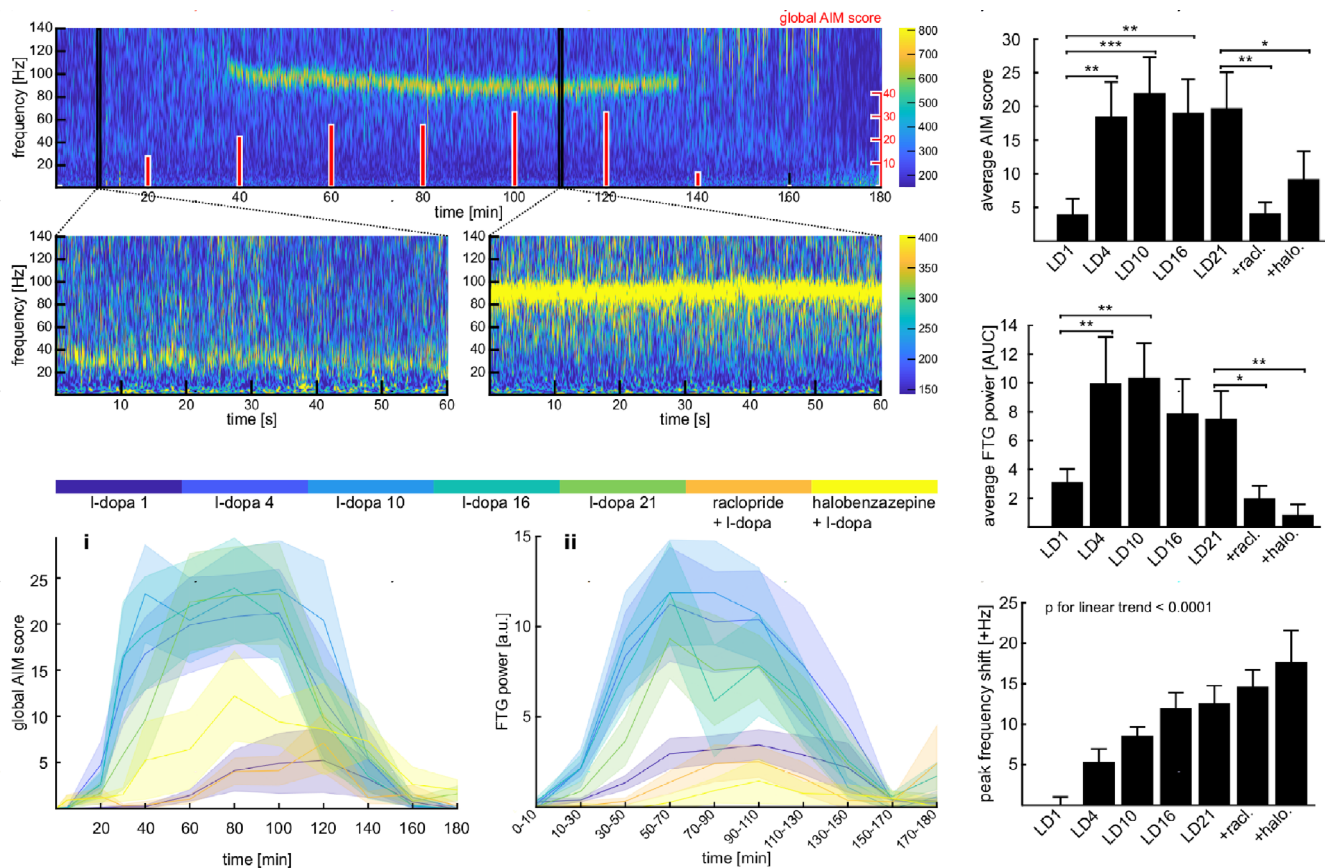 global AIM score
frequency [Hz]
140
120
100
80
60
40
20
40
30
20
10
800
700
600
500
400
300
200
20
40
60
80
100
120
140
160
180
time [min]
frequency [Hz]
140
120
100
80
60
40
20
10
20
30
40
50
60
time [s]
140
120
100
80
60
40
20
10
20
30
40
50
60
time [s]
400
350
300
250
200
150
l-dopa 1
l-dopa 4
l-dopa 10
l-dopa 16
l-dopa 21
raclopride
+ l-dopa
halobenzazepine
+ l-dopa
i
global AIM score
25
20
15
10
5
20
40
60
80
100
120
140
160
180
time [min]
ii
FTG power [a.u.]
15
10
5
0-10
10-30
30-50
50-70
70-90
90-110
110-130
130-150
150-170
170-180
time [min]
average AIM score
30
25
20
15
10
5
**
***
**
*
**
LD1
LD4
LD10
LD16
LD21
+racl.
+halo.
average FTG power [AUC]
14
12
10
8
6
4
2
**
**
**
*
LD1
LD4
LD10
LD16
LD21
+racl.
+halo.
peak frequency shift [+Hz]
25
20
15
10
5
p for linear trend < 0.0001
LD1
LD4
LD10
LD16
LD21
+racl.
+halo.